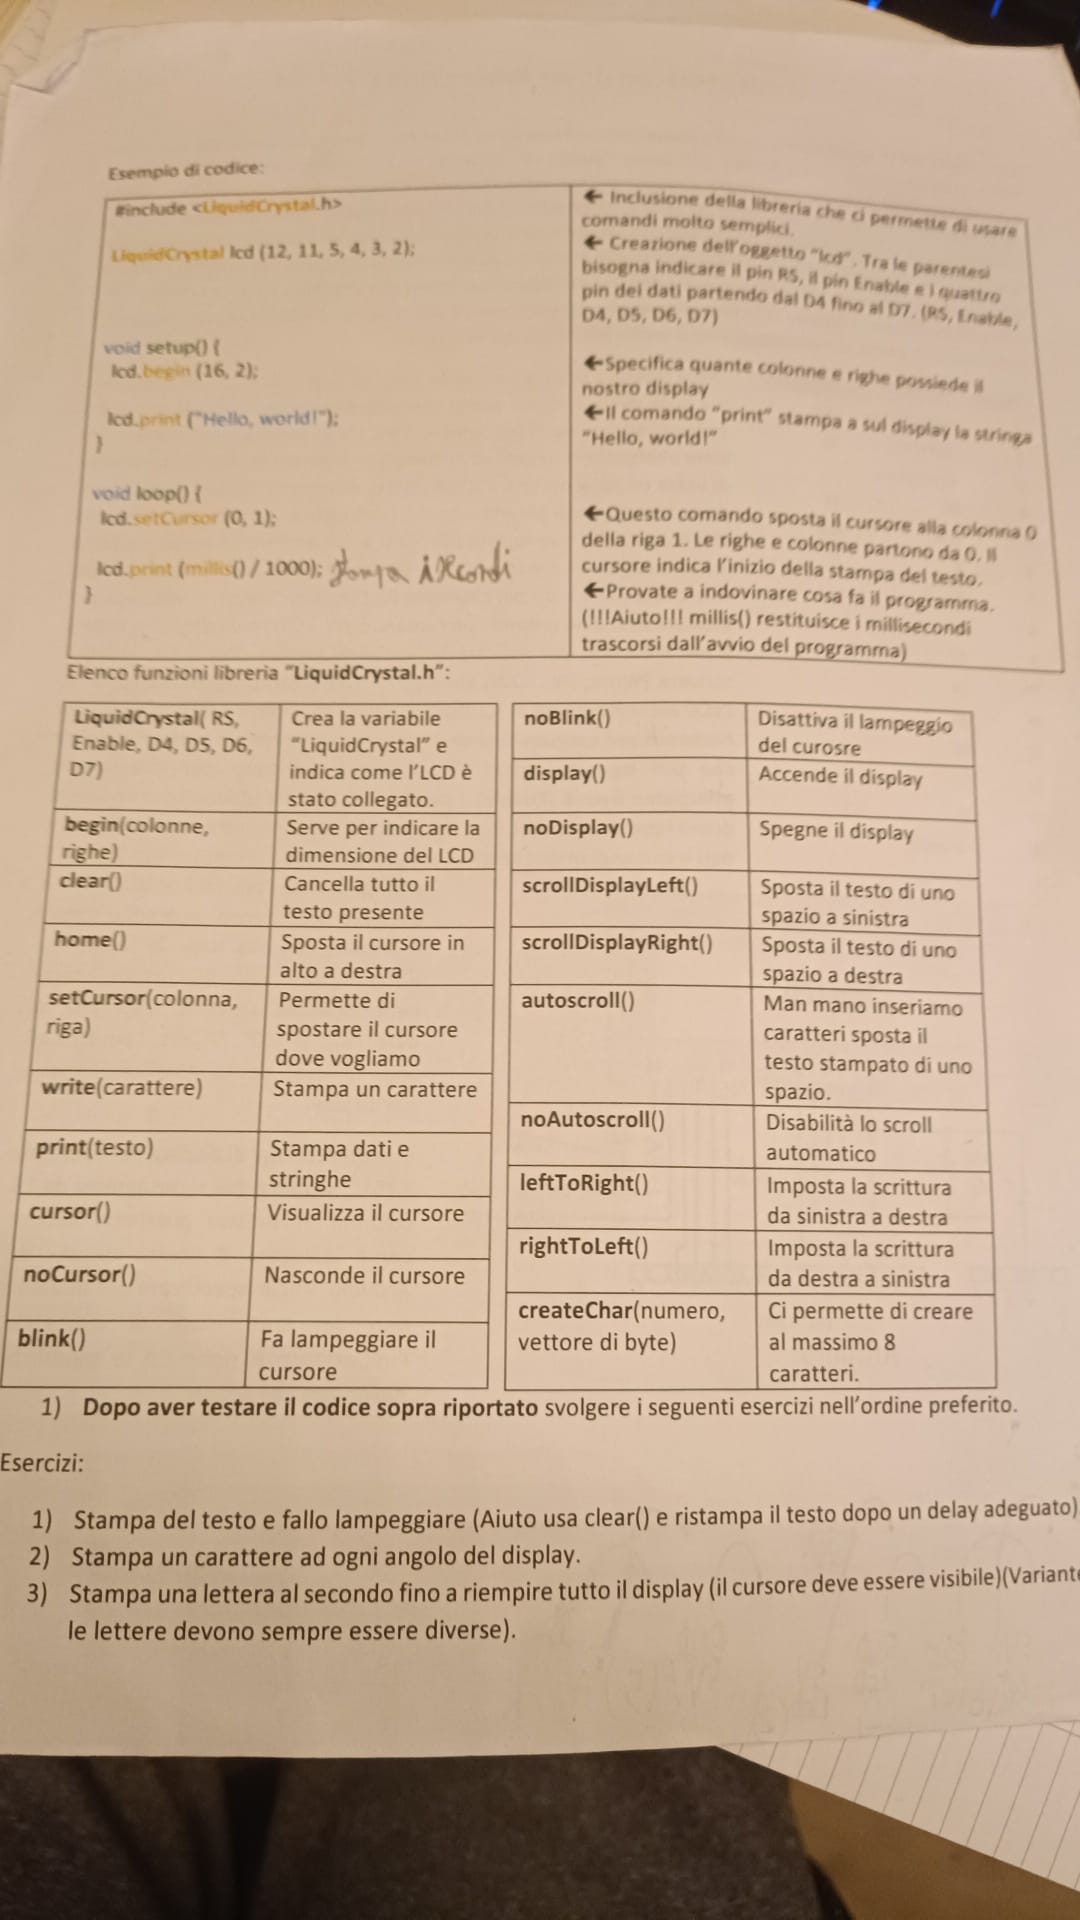 Esempio di codice:
#include <LiquidCrystal.h>
LiquidCrystal lcd (12, 11, 5, 4, 3, 2);
void setup() {
lcd.begin (16, 2);
lcd.print ("Hello, world!");
}
void loop() {
lcd.setCursor (0, 1);
lcd.print (millis() / 1000); stampa i secondi
}
← Inclusione della libreria che ci permette di usare
comandi molto semplici.
← Creazione dell'oggetto "lcd". Tra le parentesi
bisogna indicare il pin RS, il pin Enable e i quattro
pin dei dati partendo dal D4 fino al D7. (RS, Enable,
D4, D5, D6, D7)
←Specifica quante colonne e righe possiede il
nostro display
←Il comando "print" stampa a sul display la stringa
"Hello, world!"
←Questo comando sposta il cursore alla colonna 0
della riga 1. Le righe e colonne partono da 0. Il
cursore indica l'inizio della stampa del testo.
←Provate a indovinare cosa fa il programma.
(!!!Aiuto!!! millis() restituisce i millisecondi
trascorsi dall'avvio del programma)
Elenco funzioni libreria "LiquidCrystal.h":
LiquidCrystal( RS,
Enable, D4, D5, D6,
D7)
Crea la variabile
"LiquidCrystal" e
indica come l'LCD è
stato collegato.
begin(colonne,
righe)
Serve per indicare la
dimensione del LCD
clear()
Cancella tutto il
testo presente
home()
Sposta il cursore in
alto a destra
setCursor(colonna,
riga)
Permette di
spostare il cursore
dove vogliamo
write(carattere)
Stampa un carattere
print(testo)
Stampa dati e
stringhe
cursor()
Visualizza il cursore
noCursor()
Nasconde il cursore
blink()
Fa lampeggiare il
cursore
noBlink()
Disattiva il lampeggio
del curosre
display()
Accende il display
noDisplay()
Spegne il display
scrollDisplayLeft()
Sposta il testo di uno
spazio a sinistra
scrollDisplayRight()
Sposta il testo di uno
spazio a destra
autoscroll()
Man mano inseriamo
caratteri sposta il
testo stampato di uno
spazio.
noAutoscroll()
Disabilità lo scroll
automatico
leftToRight()
Imposta la scrittura
da sinistra a destra
rightToLeft()
Imposta la scrittura
da destra a sinistra
createChar(numero,
vettore di byte)
Ci permette di creare
al massimo 8
caratteri.
1) Dopo aver testare il codice sopra riportato svolgere i seguenti esercizi nell'ordine preferito.
Esercizi:
1) Stampa del testo e fallo lampeggiare (Aiuto usa clear() e ristampa il testo dopo un delay adeguato)
2) Stampa un carattere ad ogni angolo del display.
3) Stampa una lettera al secondo fino a riempire tutto il display (il cursore deve essere visibile)(Variante
le lettere devono sempre essere diverse).